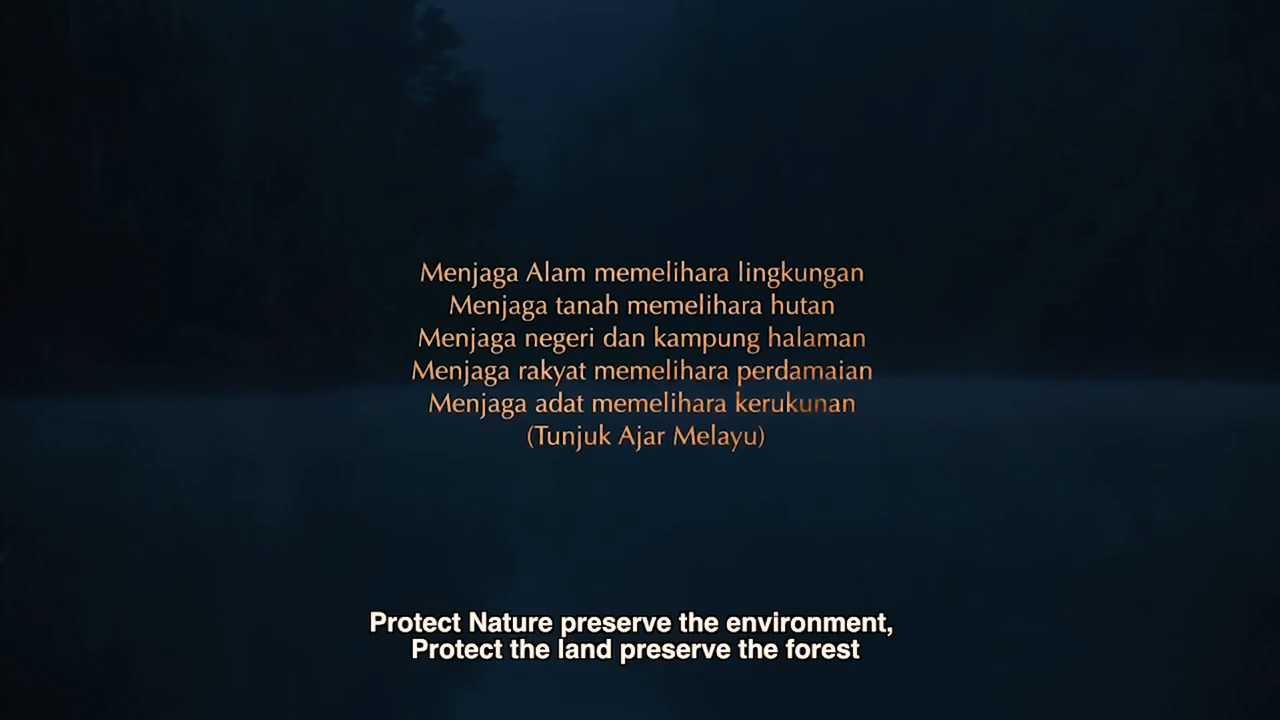 Menjaga Alam memelihara lingkungan
Menjaga tanah memelihara hutan
Menjaga negeri dan kampung halaman
Menjaga rakyat memelihara perdamaian
Menjaga adat memelihara kerukunan
(Tunjuk Ajar Melayu)
Protect Nature preserve the environment,
Protect the land preserve the forest